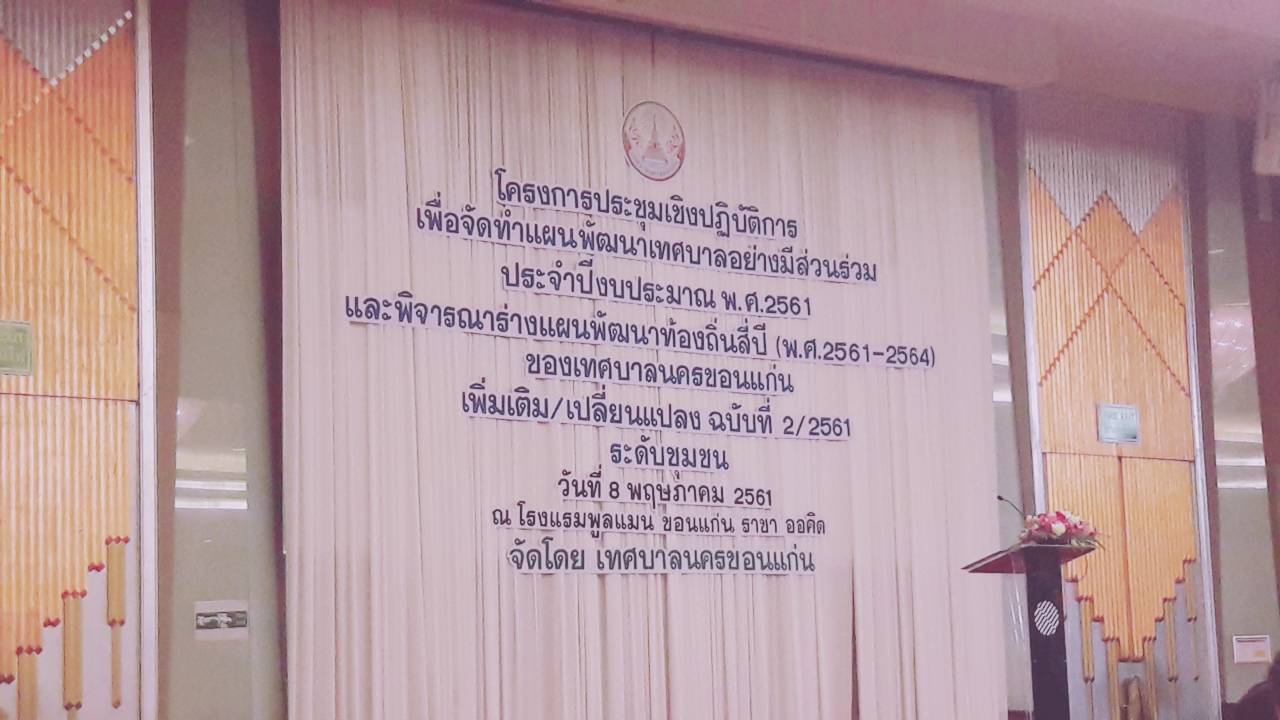 โครงการประชุมเชิงปฏิบัติการ
เพื่อจัดทำแผนพัฒนาเทศบาลอย่างมีส่วนร่วม
ประจำปีงบประมาณ พ.ศ.2561
และพิจารณาร่างแผนพัฒนาท้องถิ่นสี่ปี (พ.ศ.2561-2564)
ของเทศบาลนครขอนแก่น
เพิ่มเติม/เปลี่ยนแปลง ฉบับที่ 2/2561
ระดับชุมชน
วันที่ 8 พฤษภาคม 2561
ณ โรงแรมพูลแมน ขอนแก่น ราชา ออคิด
จัดโดย เทศบาลนครขอนแก่น